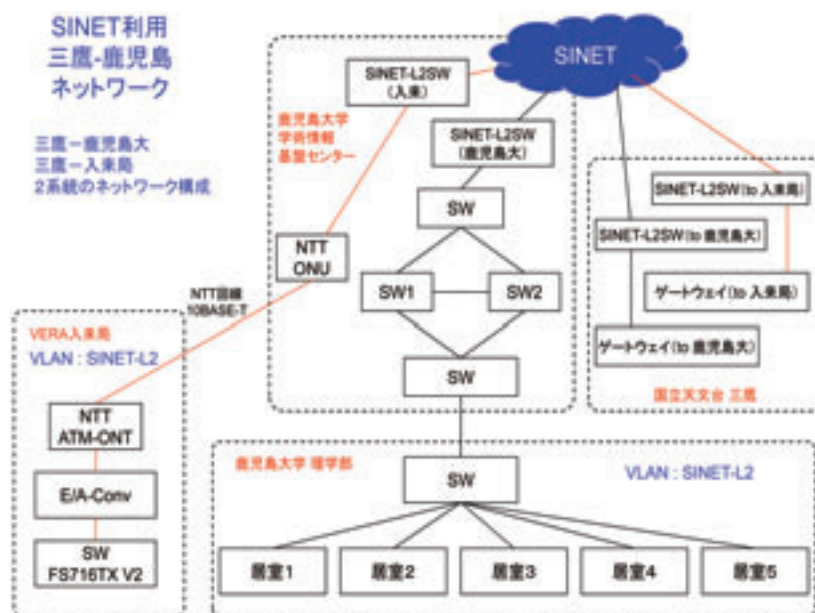 SINET利用
三鷹-鹿児島
ネットワーク
三鷹－鹿児島大
三鷹－入来局
2系統のネットワーク構成
SINET
SINET-L2SW
(入来)
鹿児島大学
学術情報
基盤センター
SINET-L2SW
(鹿児島大)
SW
NTT
ONU
SW1
SW2
SW
SINET-L2SW(to 入来局)
SINET-L2SW(to 鹿児島大)
ゲートウェイ(to 入来局)
ゲートウェイ(to 鹿児島大)
国立天文台 三鷹
NTT回線
10BASE-T
VERA入来局
VLAN : SINET-L2
NTT
ATM-ONT
E/A-Conv
SW
FS716TX V2
鹿児島大学 理学部
VLAN : SINET-L2
SW
居室1
居室2
居室3
居室4
居室5